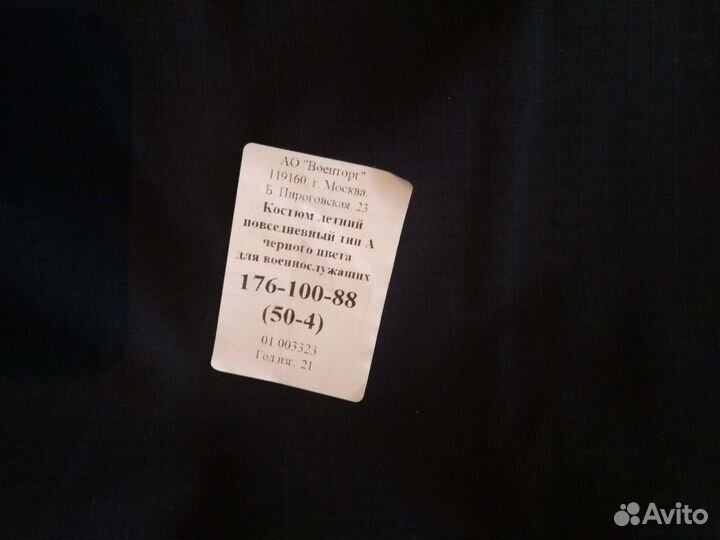 АО "Военторг"
119160 г. Москва,
Б. Пироговская, 23
Костюм летний
повседневный тип А
черного цвета
для военнослужащих
176-100-88
(50-4)
01.003323
Год изг. 21
Avito